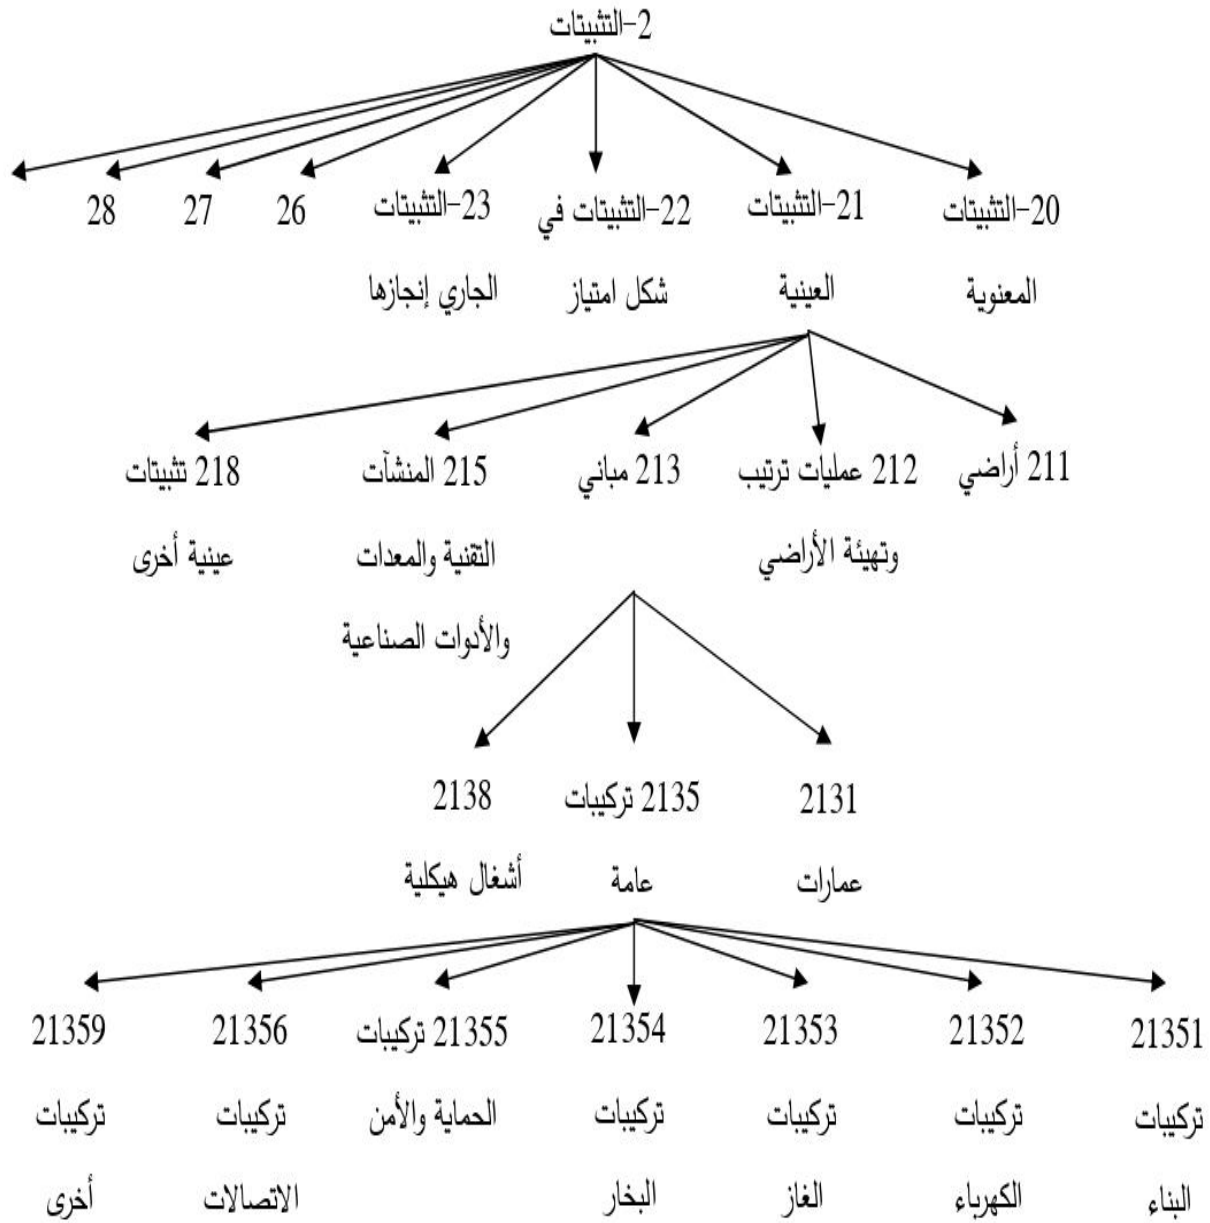 2-التثبيتات
20-التثبيتات
المعنوية
21-التثبيتات
العينية
22-التثبيتات في
شكل امتياز
23-التثبيتات
الجاري إنجازها
26
27
28
211 أراضي
212 عمليات ترتيب
وتهيئة الأراضي
213 مباني
215 المنشآت
التقنية والمعدات
والأدوات الصناعية
218 تثبيتات
عينية أخرى
2131
عمارات
2135 تركيبات
عامة
2138
أشغال هيكلية
21351
تركيبات
البناء
21352
تركيبات
الكهرباء
21353
تركيبات
الغاز
21354
تركيبات
البخار
21355 تركيبات
الحماية والأمن
21356
تركيبات
الاتصالات
21359
تركيبات
أخرى